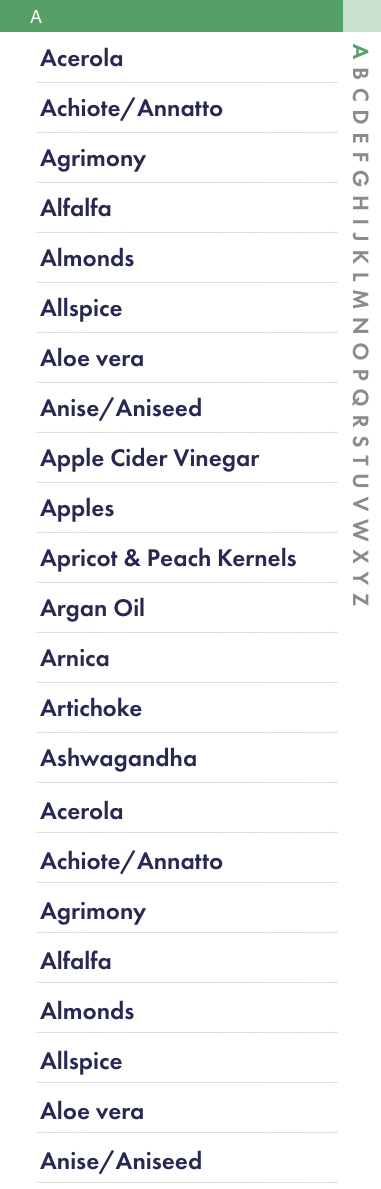 A
Acerola
Achiote/Annatto
Agrimony
Alfalfa
Almonds
Allspice
Aloe vera
Anise/Aniseed
Apple Cider Vinegar
Apples
Apricot & Peach Kernels
Argan Oil
Arnica
Artichoke
Ashwagandha
Acerola
Achiote/Annatto
Agrimony
Alfalfa
Almonds
Allspice
Aloe vera
Anise/Aniseed
A B C D E F G H I J K L M N O P Q R S T U V W X Y Z